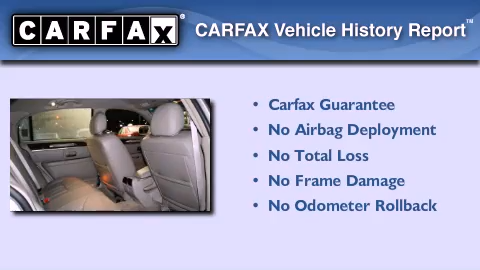 CARFAX® CARFAX Vehicle History Report™
• Carfax Guarantee
• No Airbag Deployment
• No Total Loss
• No Frame Damage
• No Odometer Rollback